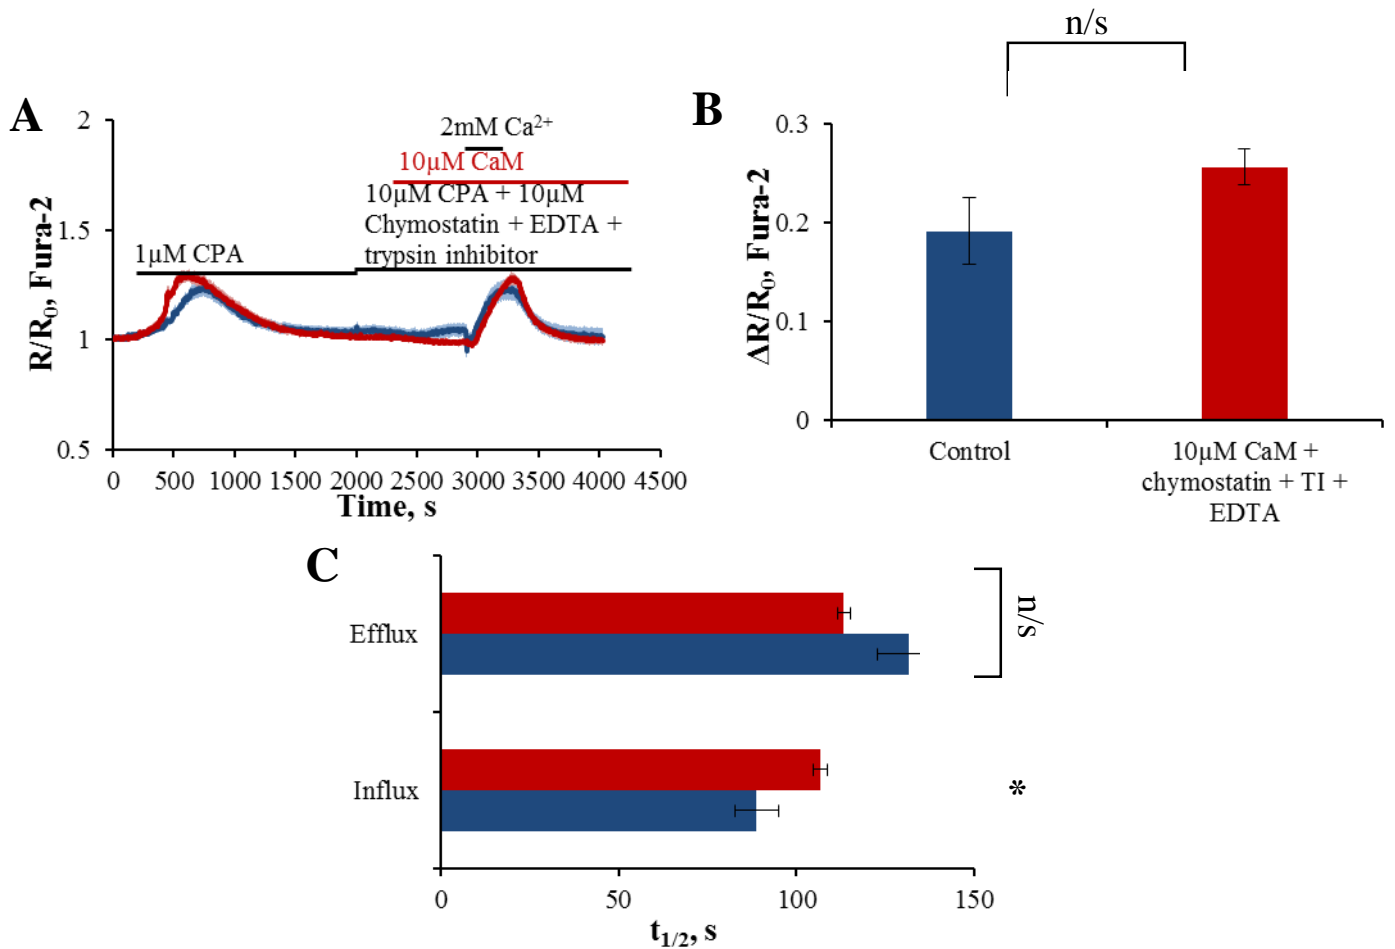 A
2
1.5
1
0.5
R/R₀, Fura-2
2mM Ca²⁺
10µM CaM
10µM CPA + 10µM
Chymostatin + EDTA +
trypsin inhibitor
1µM CPA
0 500 1000 1500 2000 2500 3000 3500 4000 4500
Time, s
n/s
B
0.3
0.2
0.1
0
ΔR/R₀, Fura-2
Control
10µM CaM +
chymostatin + TI +
EDTA
C
Efflux
n/s
Influx
*
0 50 100 150
t₁/₂, s